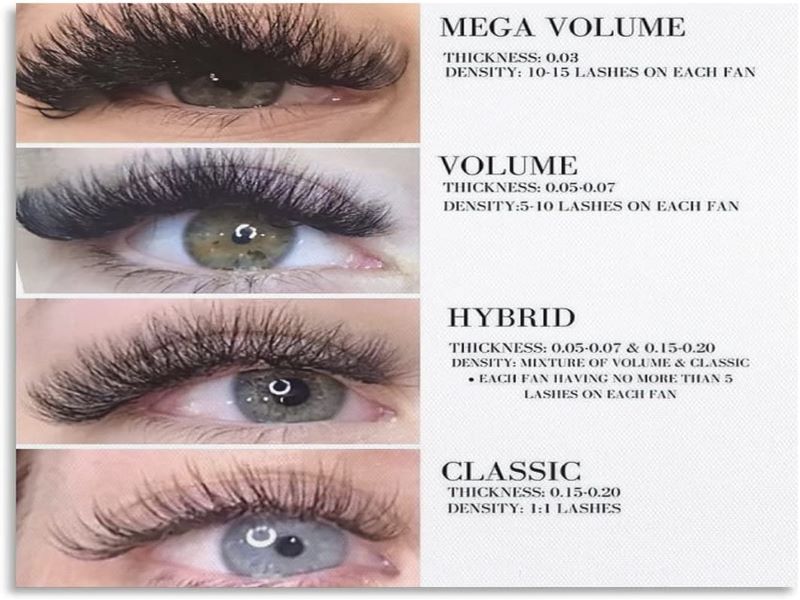 MEGA VOLUME
THICKNESS: 0.03
DENSITY: 10-15 LASHES ON EACH FAN
VOLUME
THICKNESS: 0.05-0.07
DENSITY:5-10 LASHES ON EACH FAN
HYBRID
THICKNESS: 0.05-0.07 & 0.15-0.20
DENSITY: MIXTURE OF VOLUME & CLASSIC
• EACH FAN HAVING NO MORE THAN 5
LASHES ON EACH FAN
CLASSIC
THICKNESS: 0.15-0.20
DENSITY: 1:1 LASHES